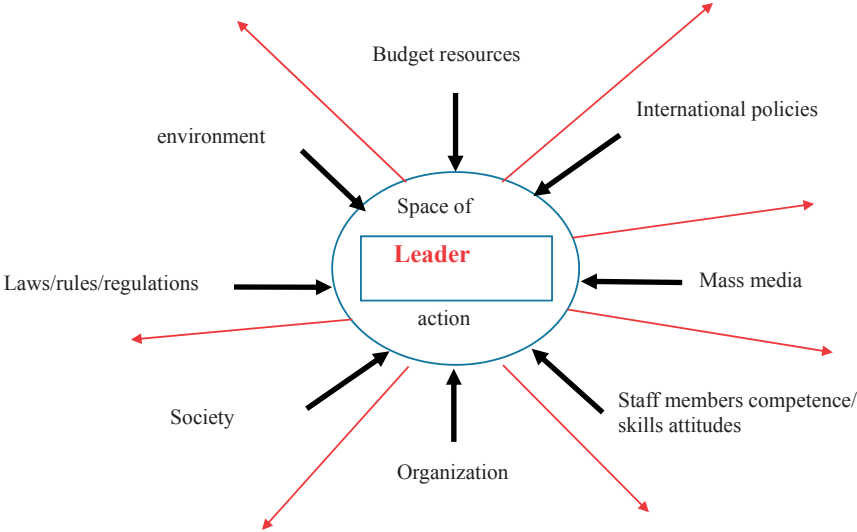 Budget resources
International policies
environment
Space of
Leader
Laws/rules/regulations
Mass media
action
Staff members competence/
skills attitudes
Society
Organization